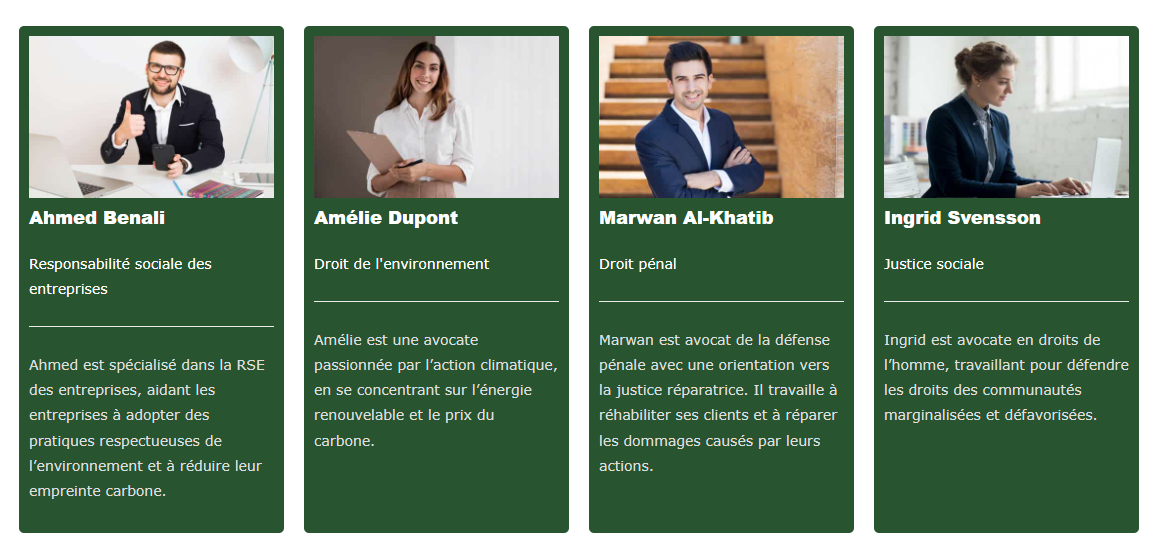 Ahmed Benali
Responsabilité sociale des
entreprises
Ahmed est spécialisé dans la RSE
des entreprises, aidant les
entreprises à adopter des
pratiques respectueuses de
l’environnement et à réduire leur
empreinte carbone.
Amélie Dupont
Droit de l'environnement
Amélie est une avocate
passionnée par l’action climatique,
en se concentrant sur l’énergie
renouvelable et le prix du
carbone.
Marwan Al-Khatib
Droit pénal
Marwan est avocat de la défense
pénale avec une orientation vers
la justice réparatrice. Il travaille à
réhabiliter ses clients et à réparer
les dommages causés par leurs
actions.
Ingrid Svensson
Justice sociale
Ingrid est avocate en droits de
l’homme, travaillant pour défendre
les droits des communautés
marginalisées et défavorisées.